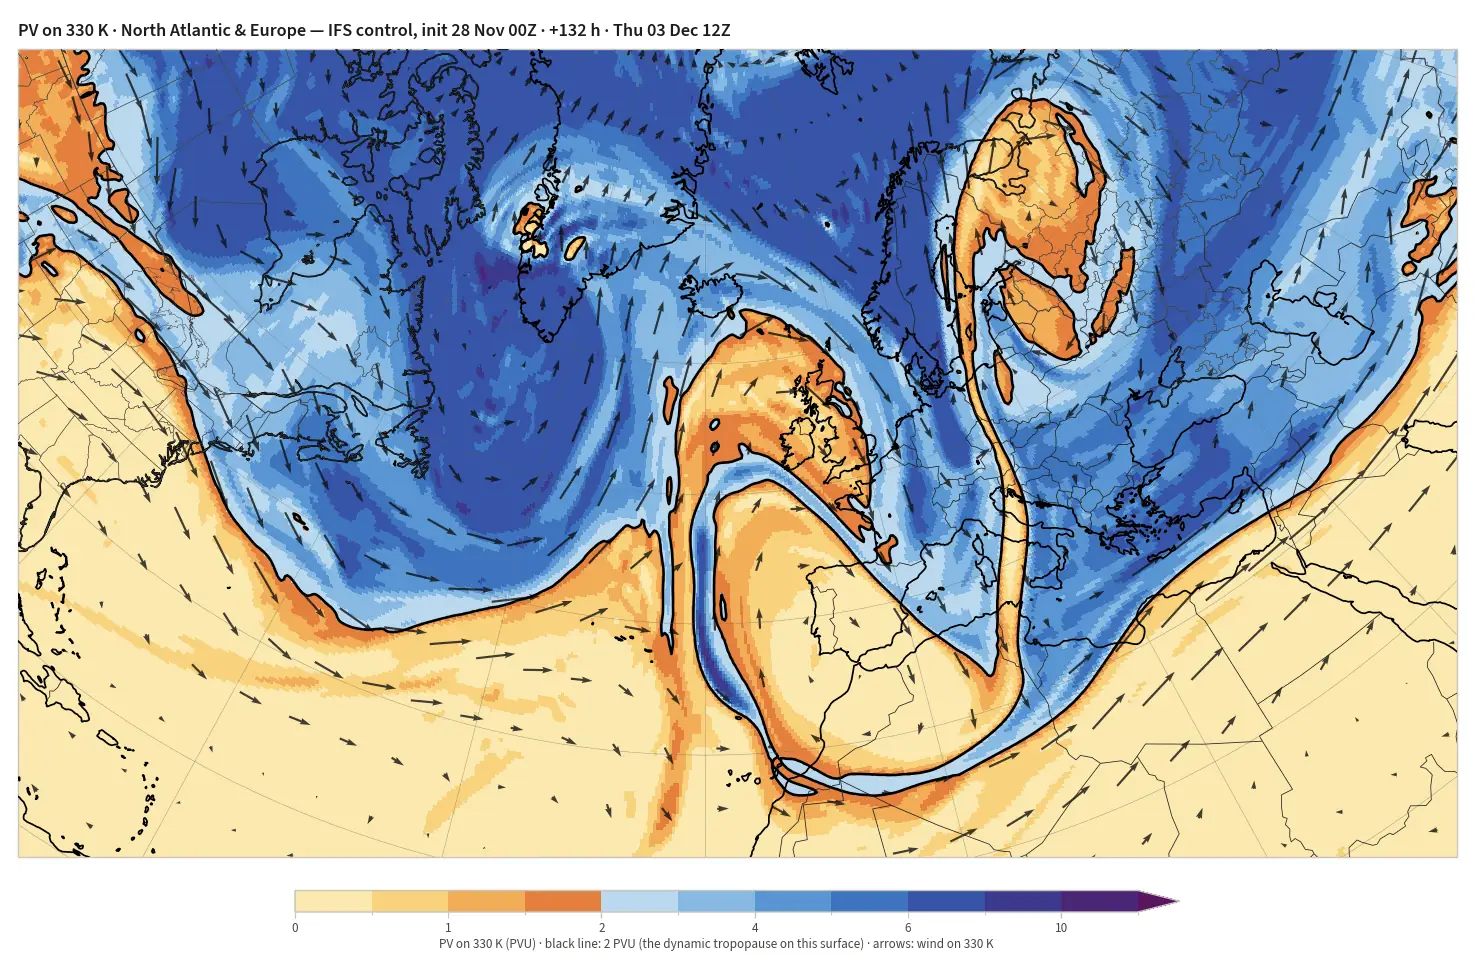 PV on 330 K · North Atlantic & Europe — IFS control, init 28 Nov 00Z · +132 h · Thu 03 Dec 12Z
0 1 2 4 6 10
PV on 330 K (PVU) · black line: 2 PVU (the dynamic tropopause on this surface) · arrows: wind on 330 K